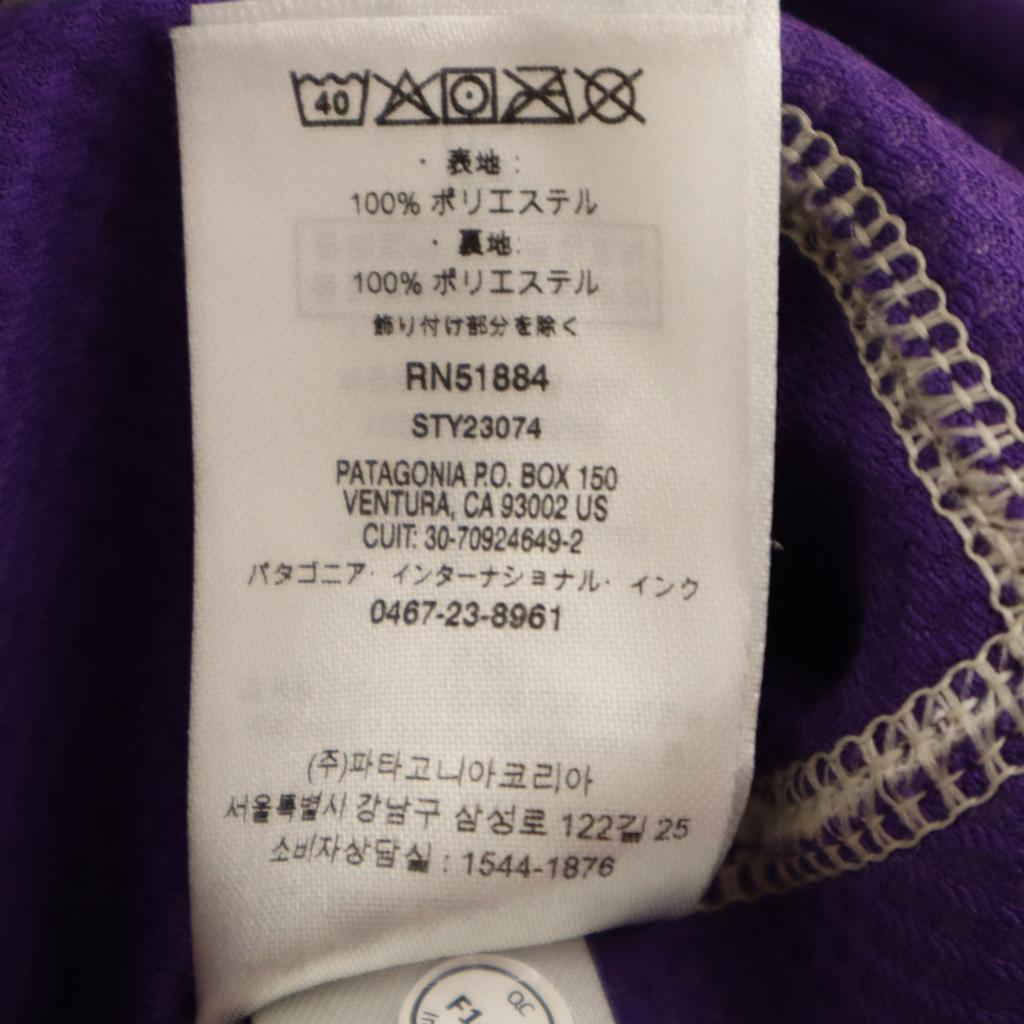 40
・表地:
100% ポリエステル
・裏地:
100% ポリエステル
飾り付け部分を除く
RN51884
STY23074
PATAGONIA P.O. BOX 150
VENTURA, CA 93002 US
CUIT: 30-70924649-2
パタゴニア・インターナショナル・インク
0467-23-8961
(주)파타고니아코리아
서울특별시 강남구 삼성로 122길 25
소비자상담실 : 1544-1876
QC
F1